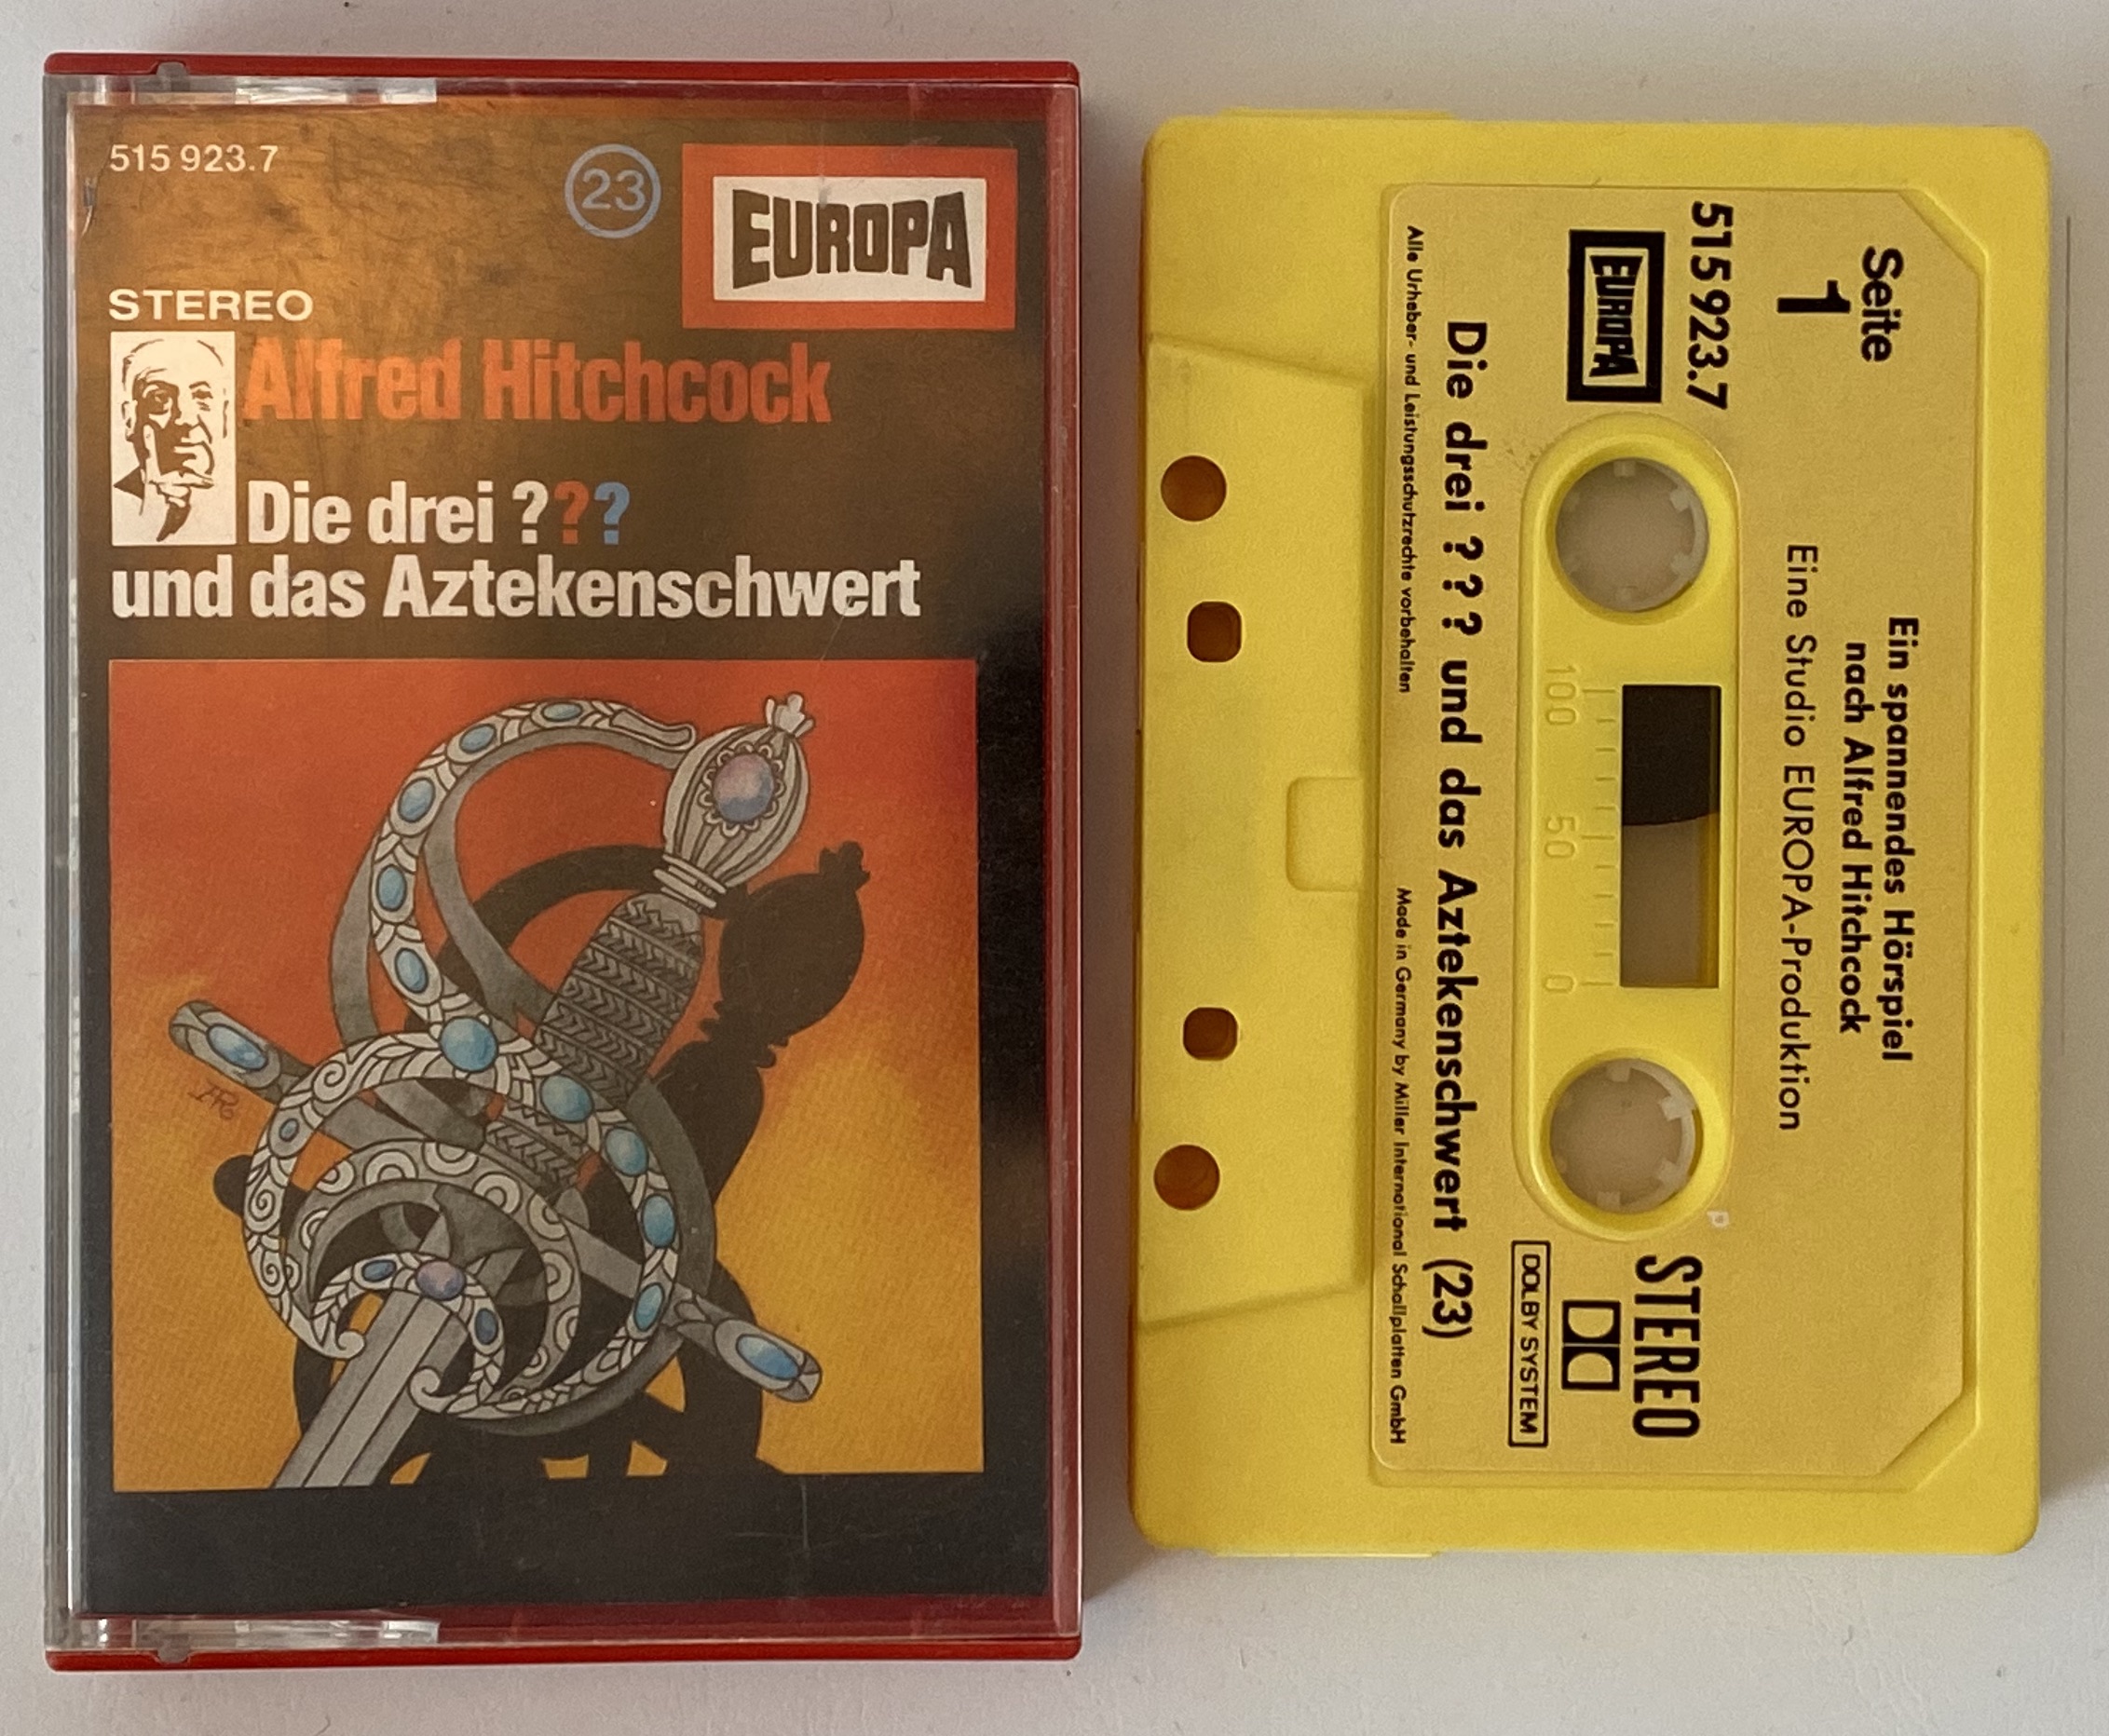 515 923.7
23
EUROPA
STEREO
Alfred Hitchcock
Die drei ???
und das Aztekenschwert
Seite
1
Ein spannendes Hörspiel
nach Alfred Hitchcock
Eine Studio EUROPA-Produktion
515 923.7
EUROPA
STEREO
DOLBY SYSTEM
100 50 0
P
Die drei ? ? ? und das Aztekenschwert (23)
Alle Urheber- und Leistungsschutzrechte vorbehalten
Made in Germany by Miller International Schallplatten GmbH